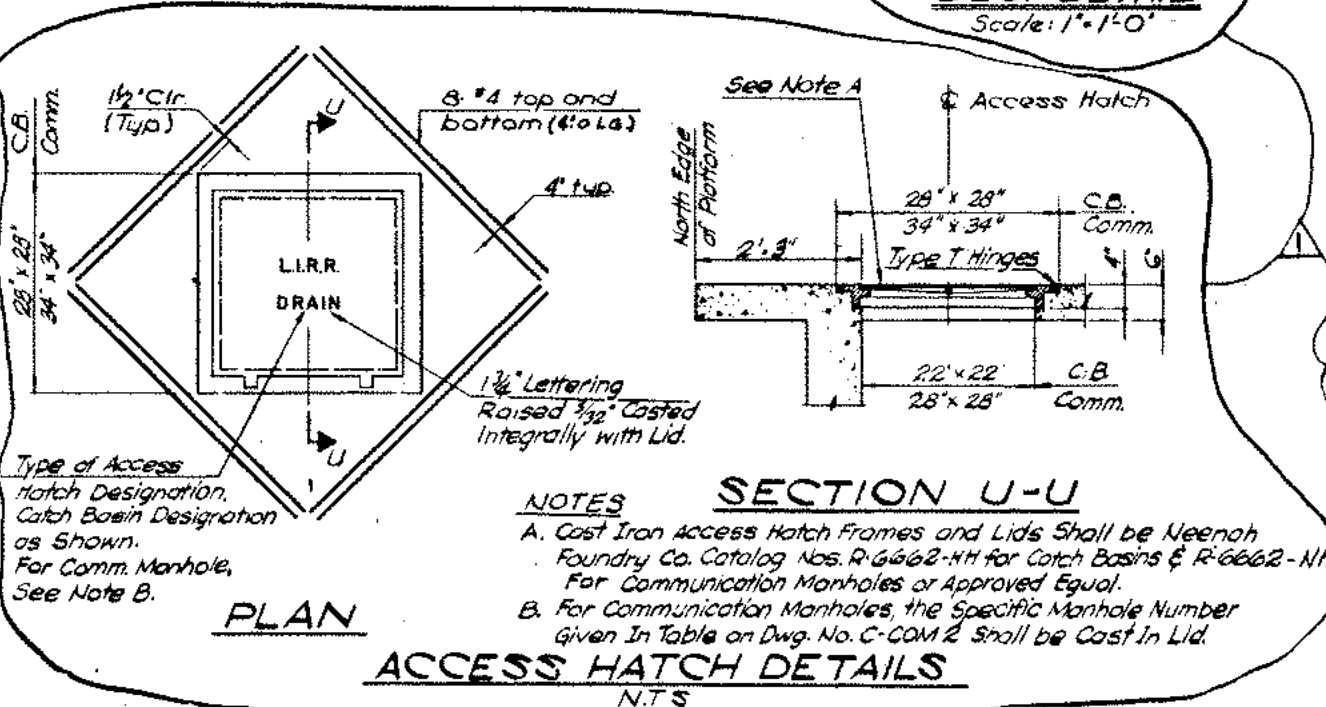 Scale: 1"=1'-0"
C.B.
Comm.
28" x 28"
34" x 34"
1½" Clr.
(Typ)
U
8- #4 top and
bottom (4'-0 LG)
4" typ.
L.I.R.R.
DRAIN
1¾" Lettering
Raised 3/32" Casted
Integrally with Lid.
U
Type of Access
Hatch Designation,
Catch Basin Designation
as Shown.
For Comm. Manhole,
See Note B.
PLAN
See Note A
℄ Access Hatch
North Edge
of Platform
28" x 28" C.B.
34" x 34" Comm.
2'-3"
Type T Hinges
4"
6"
22" x 22" C.B.
28" x 28" Comm.
1
SECTION U-U
NOTES
A. Cast Iron Access Hatch Frames and Lids Shall be Neenah
Foundry Co. Catalog Nos. R-6662-HH for Catch Basins & R-6662-NH
For Communication Manholes or Approved Equal.
B. For Communication Manholes, the Specific Manhole Number
Given In Table on Dwg. No. C-COM 2 Shall be Cast In Lid.
ACCESS HATCH DETAILS
N.T.S